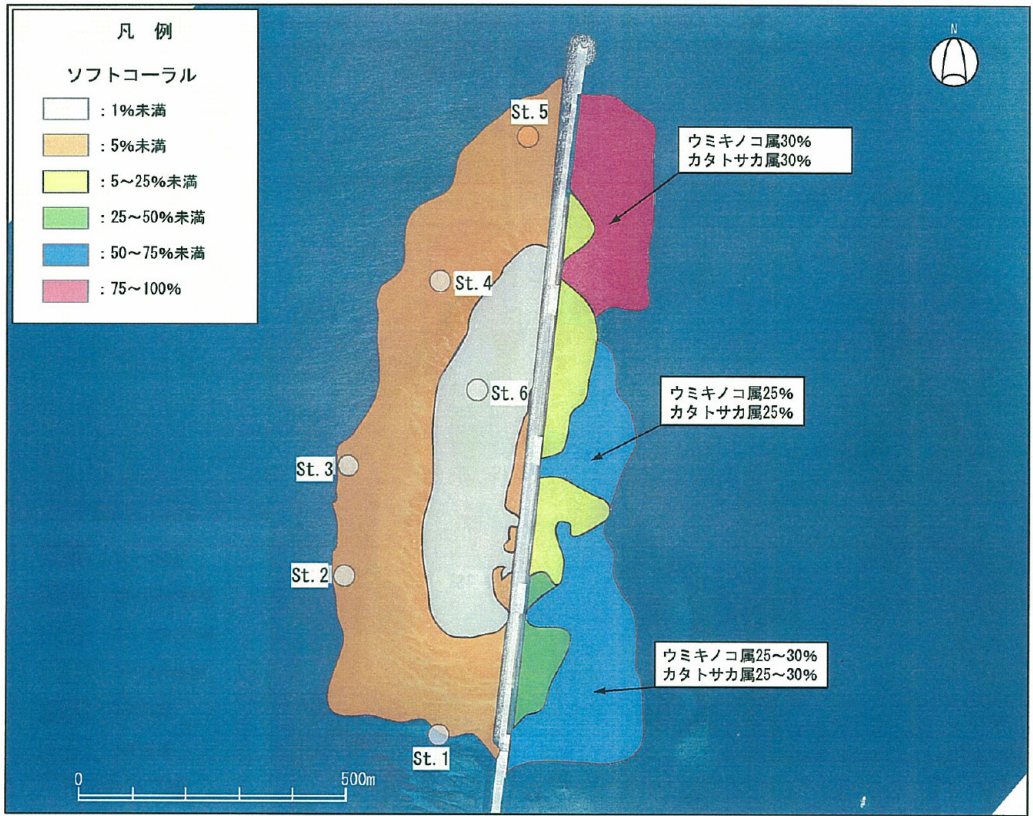 凡 例
ソフトコーラル
：1%未満
：5%未満
：5～25%未満
：25～50%未満
：50～75%未満
：75～100%
N
St. 5
ウミキノコ属30%
カタトサカ属30%
St. 4
St. 6
ウミキノコ属25%
カタトサカ属25%
St. 3
St. 2
ウミキノコ属25～30%
カタトサカ属25～30%
St. 1
0 500m